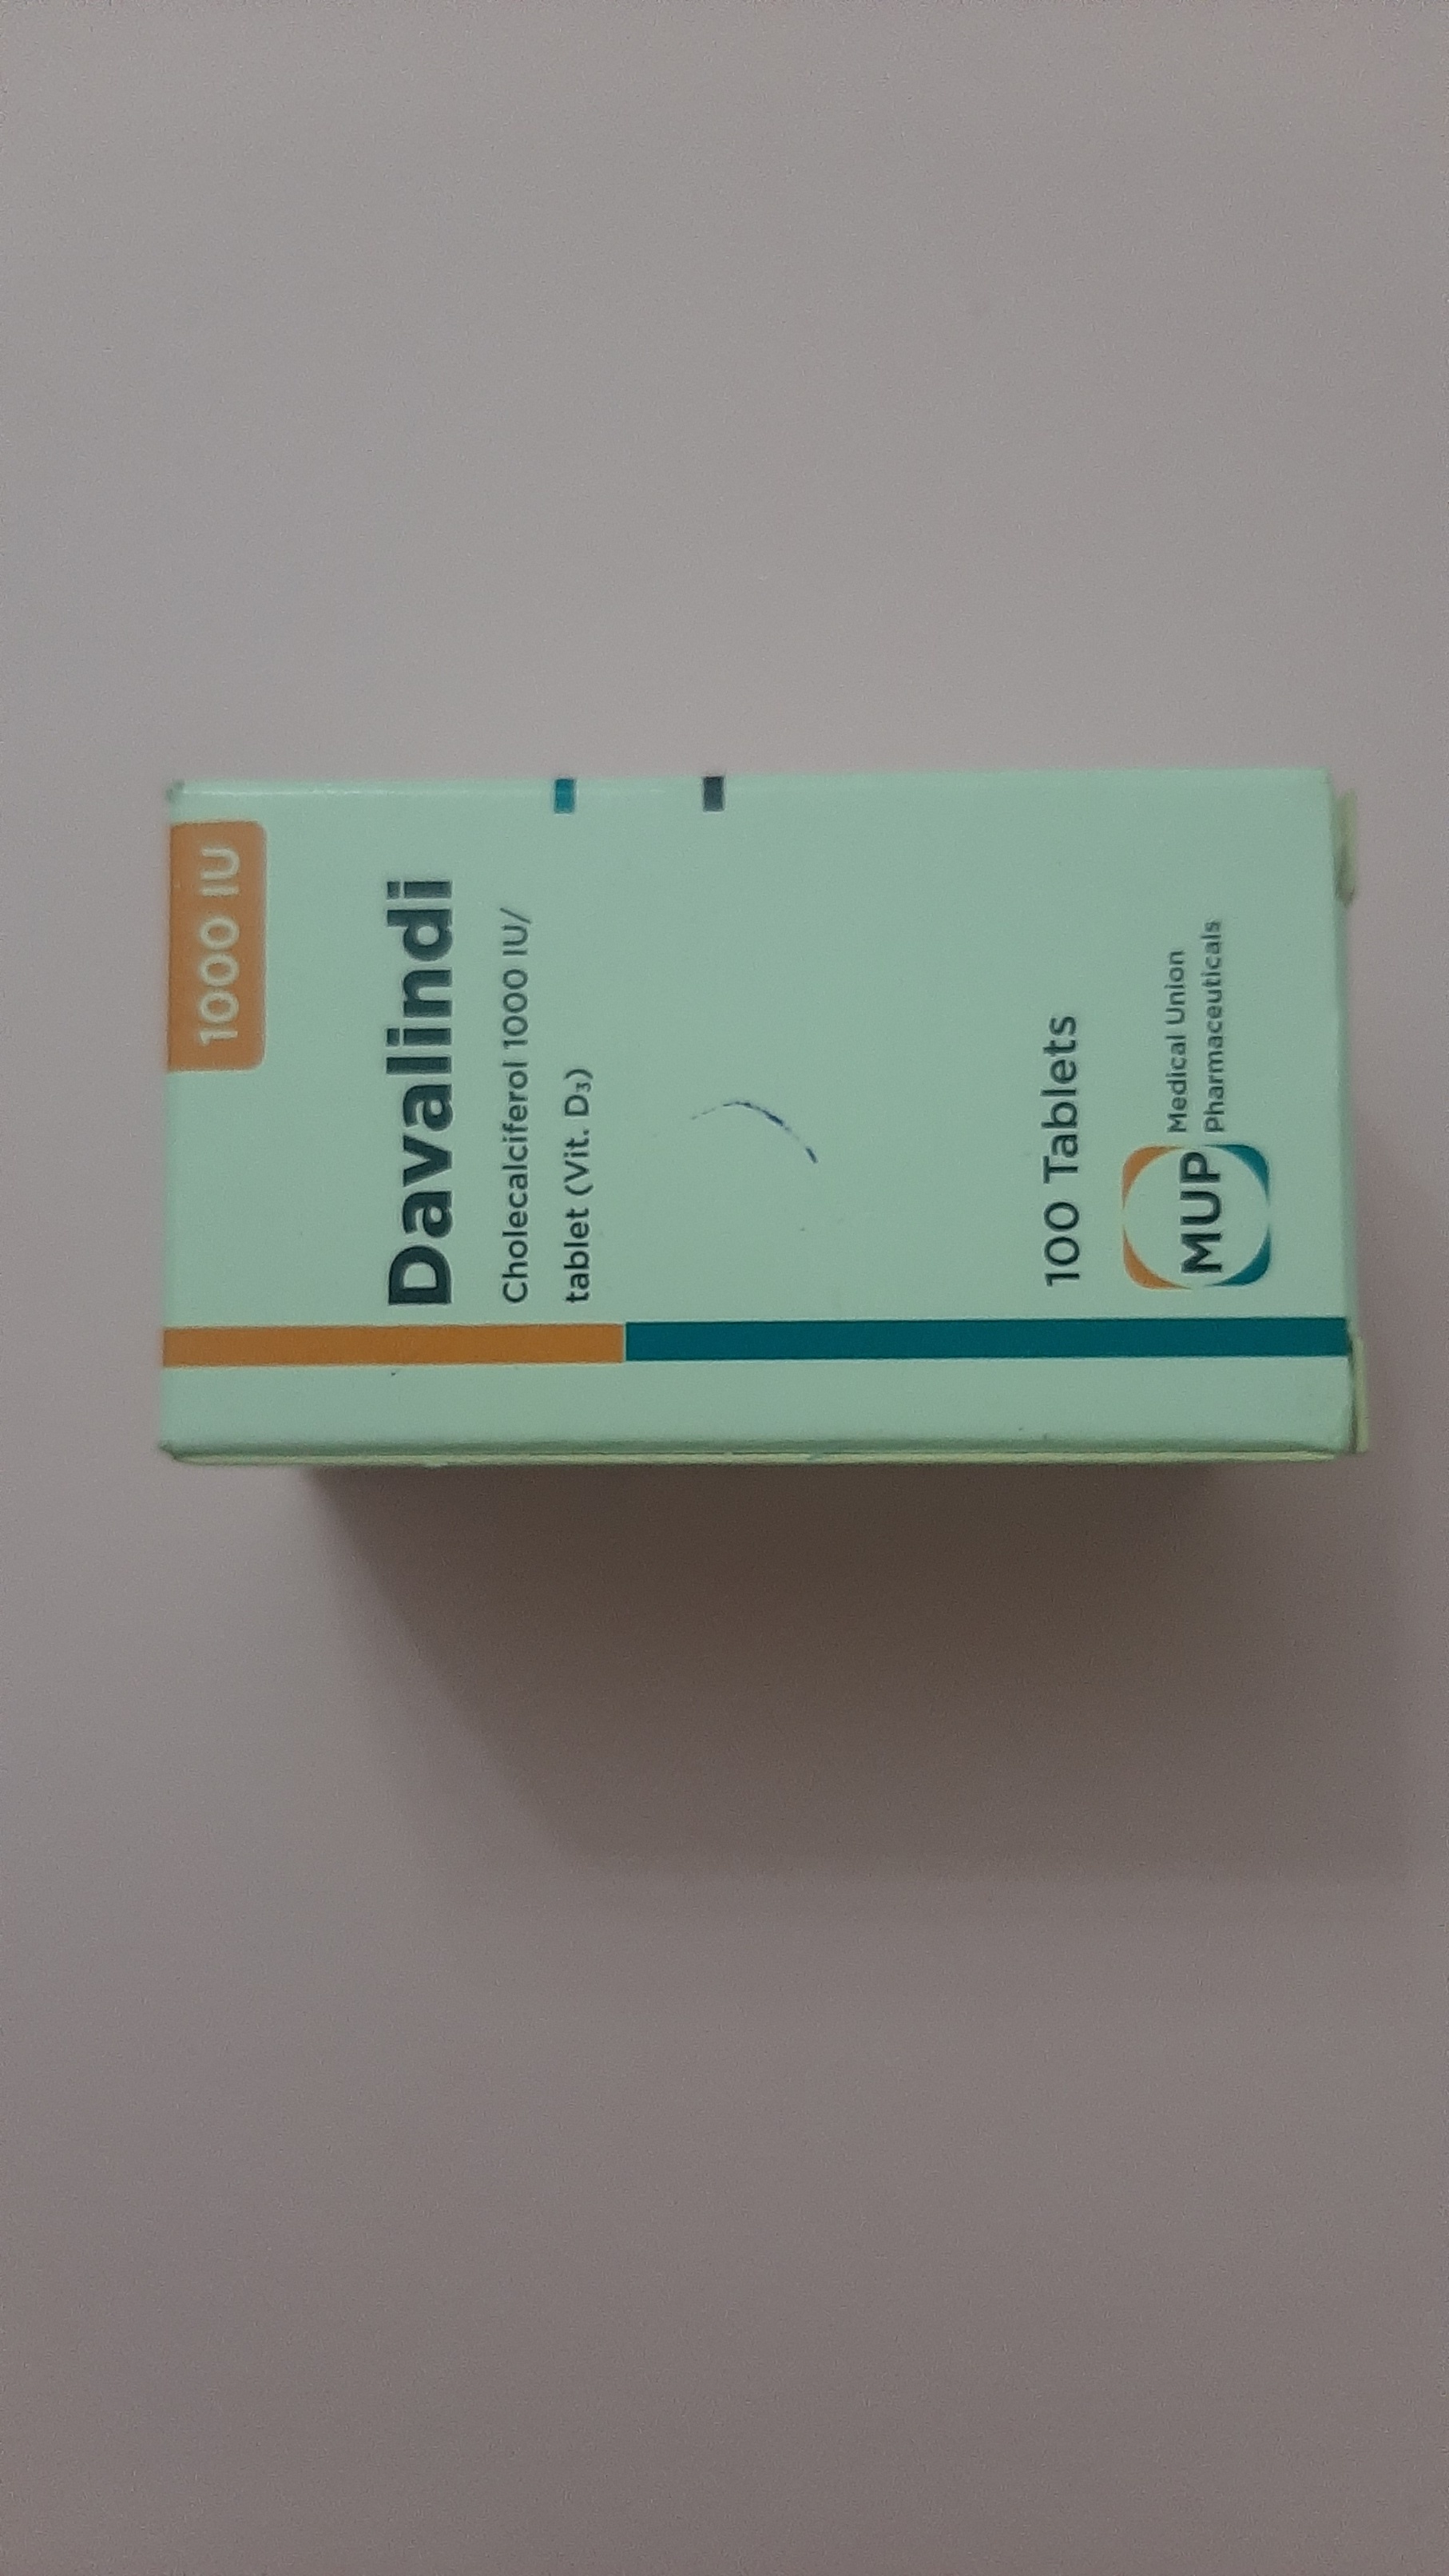 1000 IU
Davalindi
Cholecalciferol 1000 IU/
tablet (Vit. D₃)
100 Tablets
MUP
Medical Union
Pharmaceuticals